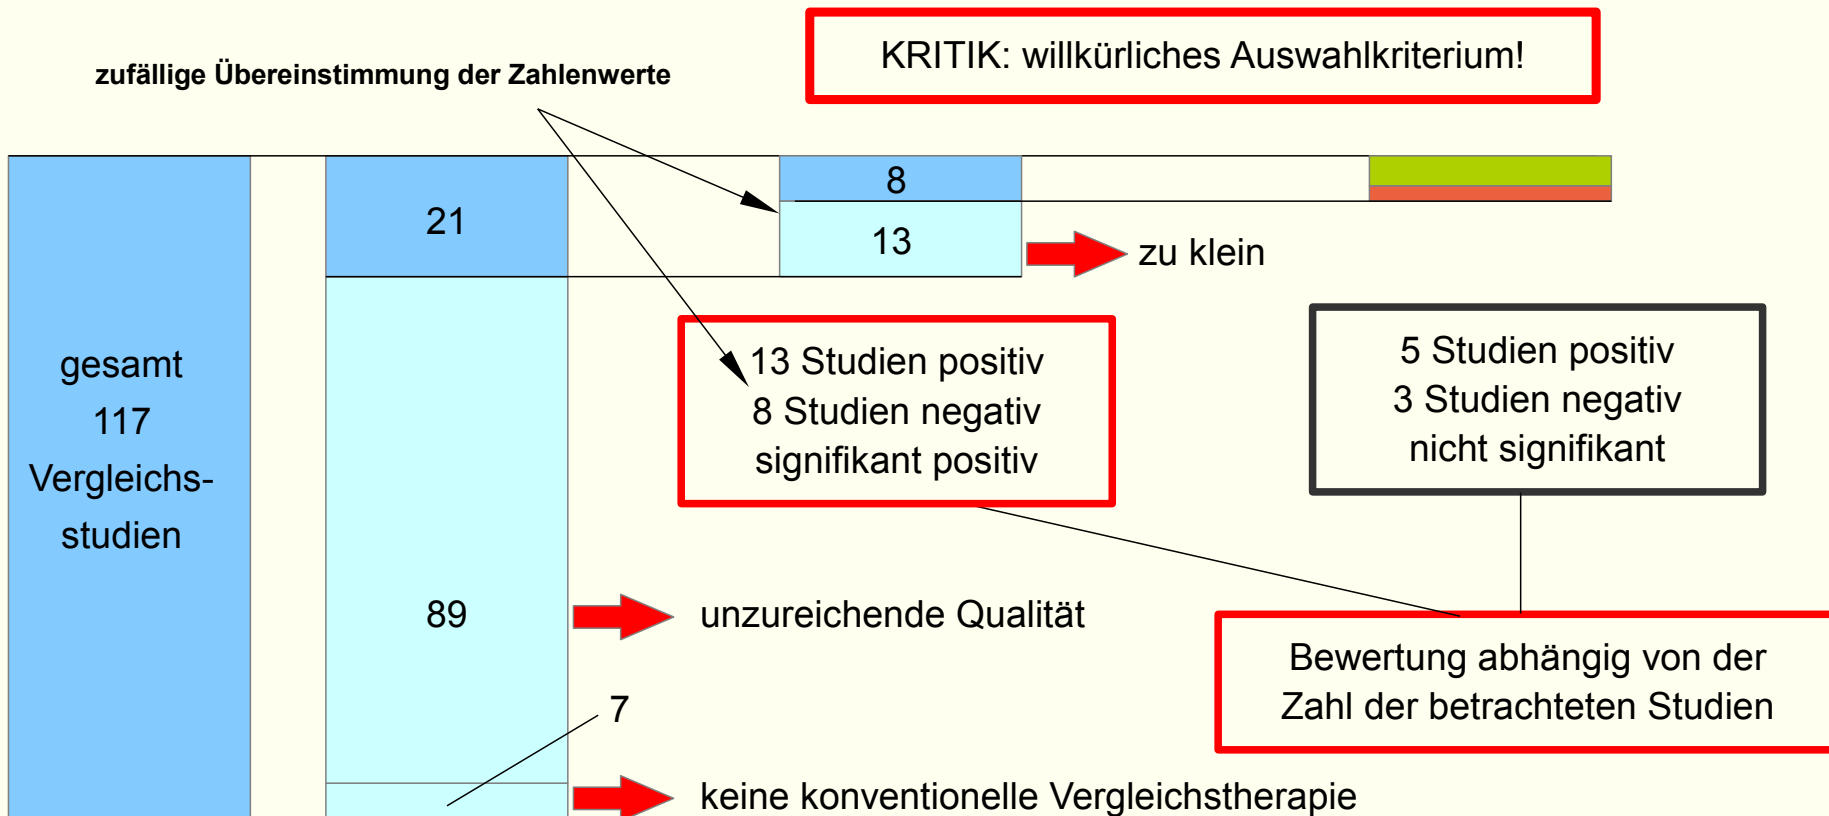 KRITIK: willkürliches Auswahlkriterium!
zufällige Übereinstimmung der Zahlenwerte
8
21
13
zu klein
gesamt
117
Vergleichs-
studien
13 Studien positiv
8 Studien negativ
signifikant positiv
5 Studien positiv
3 Studien negativ
nicht signifikant
89
unzureichende Qualität
Bewertung abhängig von der
Zahl der betrachteten Studien
7
keine konventionelle Vergleichstherapie